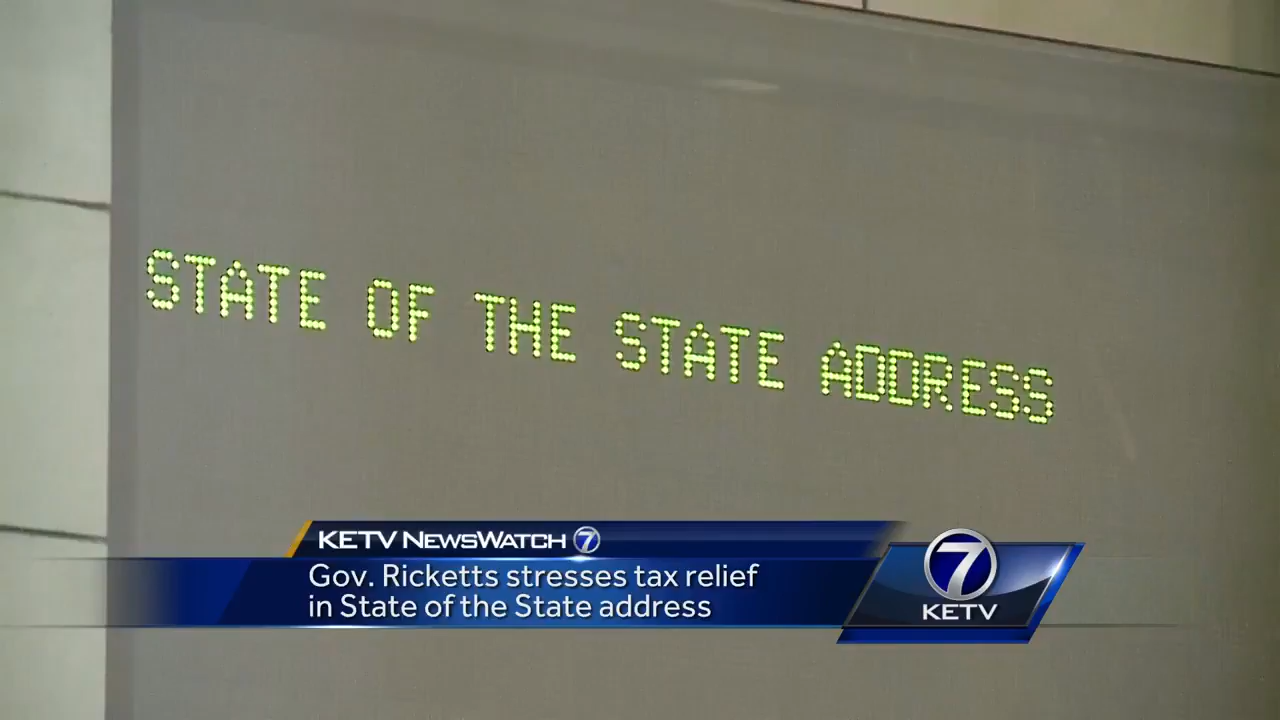 STATE OF THE STATE ADDRESS
KETV NEWSWATCH 7
Gov. Ricketts stresses tax relief
in State of the State address
7
KETV